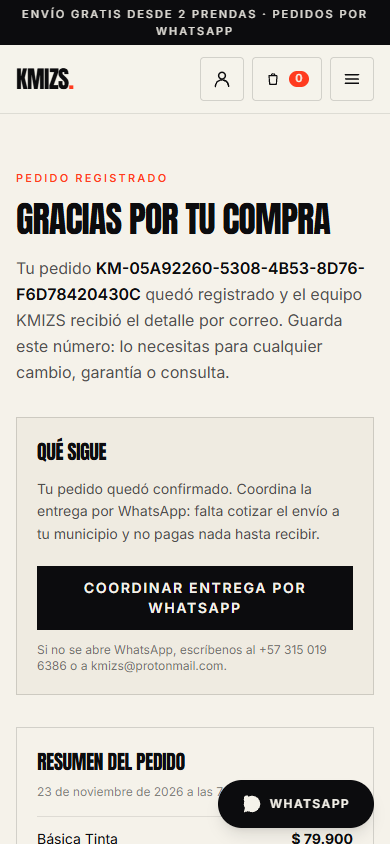 ENVÍO GRATIS DESDE 2 PRENDAS · PEDIDOS POR
WHATSAPP
KMIZS.
0
PEDIDO REGISTRADO
GRACIAS POR TU COMPRA
Tu pedido KM-05A92260-5308-4B53-8D76-
F6D78420430C quedó registrado y el equipo
KMIZS recibió el detalle por correo. Guarda
este número: lo necesitas para cualquier
cambio, garantía o consulta.
QUÉ SIGUE
Tu pedido quedó confirmado. Coordina la
entrega por WhatsApp: falta cotizar el envío a
tu municipio y no pagas nada hasta recibir.
COORDINAR ENTREGA POR
WHATSAPP
Si no se abre WhatsApp, escríbenos al +57 315 019
6386 o a kmizs@protonmail.com.
RESUMEN DEL PEDIDO
23 de noviembre de 2026 a las
WHATSAPP
Básica Tinta
$ 79.900